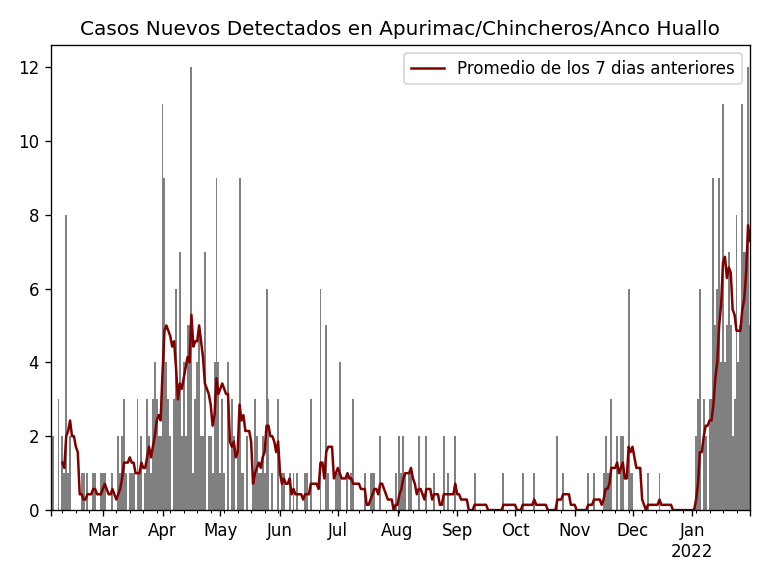 Casos Nuevos Detectados en Apurimac/Chincheros/Anco Huallo
Promedio de los 7 dias anteriores
12
10
8
6
4
2
0
Mar Apr May Jun Jul Aug Sep Oct Nov Dec Jan
2022